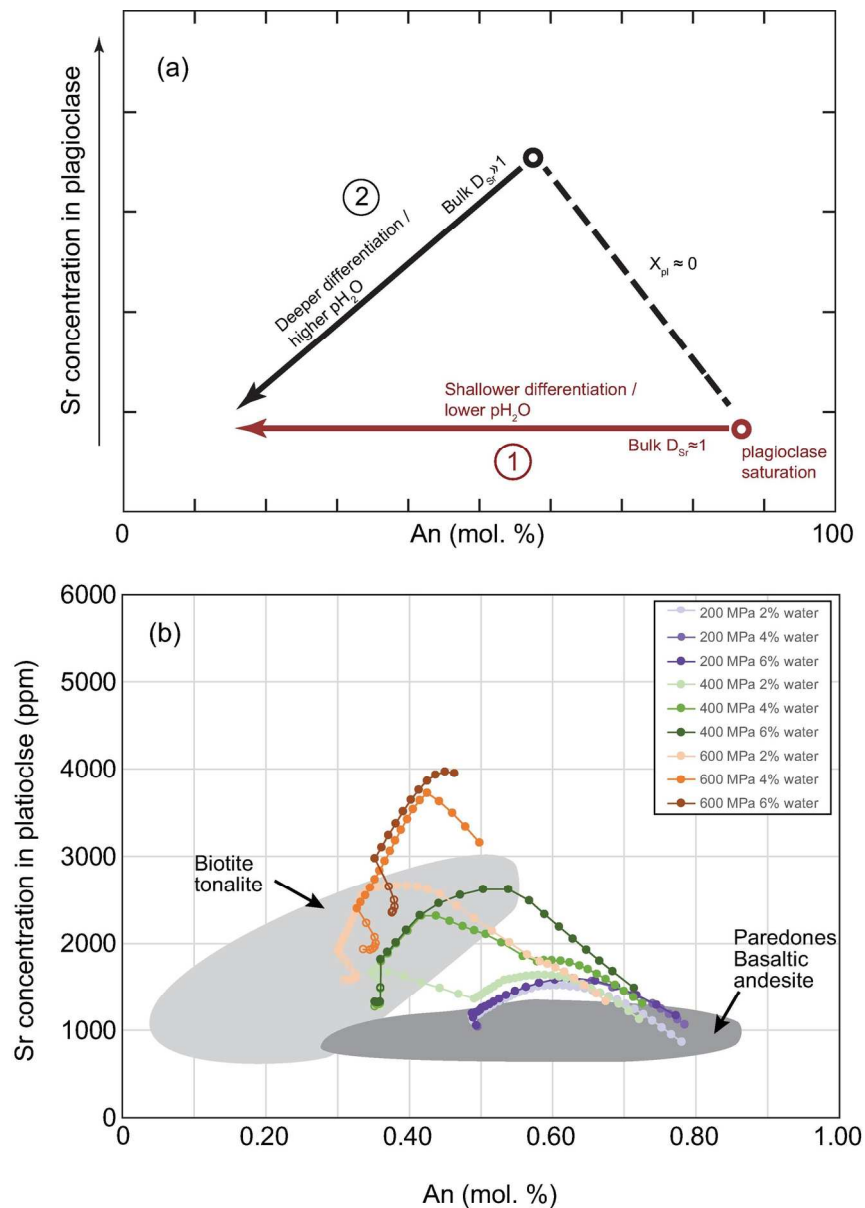 (a)
Sr concentration in plagioclase
2
Bulk D_Sr»1
Deeper differentiation /
higher pH₂O
X_pl ≈ 0
Shallower differentiation /
lower pH₂O
1
Bulk D_Sr≈1
plagioclase
saturation
0
An (mol. %)
100
(b)
Sr concentration in platioclse (ppm)
6000
5000
4000
3000
2000
1000
0
200 MPa 2% water
200 MPa 4% water
200 MPa 6% water
400 MPa 2% water
400 MPa 4% water
400 MPa 6% water
600 MPa 2% water
600 MPa 4% water
600 MPa 6% water
Biotite
tonalite
Paredones
Basaltic
andesite
0
0.20
0.40
0.60
0.80
1.00
An (mol. %)